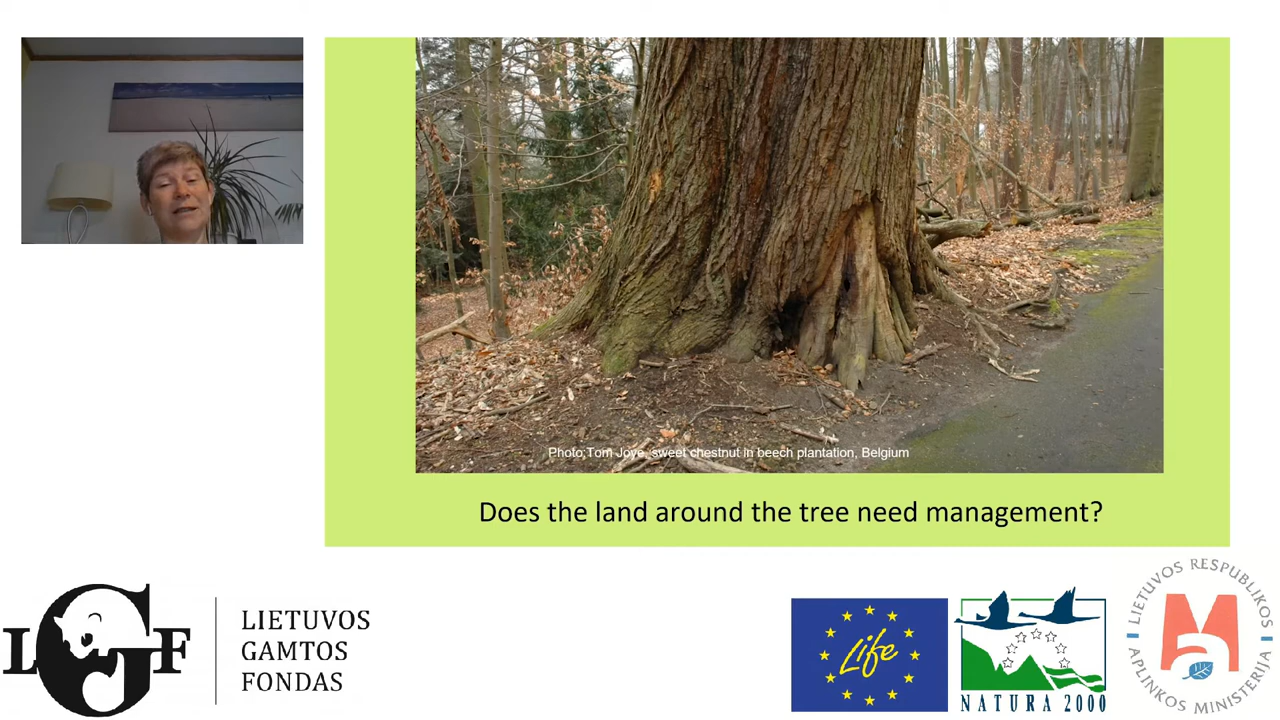 Photo;Tom Joye, sweet chestnut in beech plantation, Belgium
Does the land around the tree need management?
LGF
LIETUVOS
GAMTOS
FONDAS
Life
NATURA 2000
LIETUVOS RESPUBLIKOS
APLINKOS MINISTERIJA